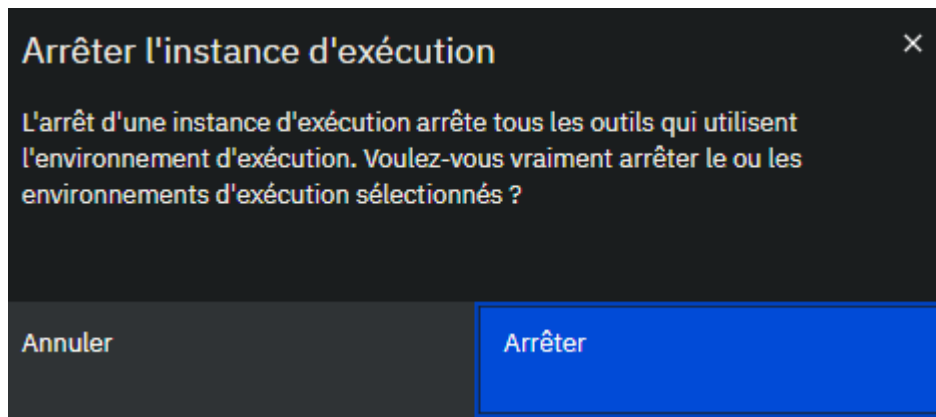 Arrêter l'instance d'exécution
L'arrêt d'une instance d'exécution arrête tous les outils qui utilisent
l'environnement d'exécution. Voulez-vous vraiment arrêter le ou les
environnements d'exécution sélectionnés ?
Annuler
Arrêter